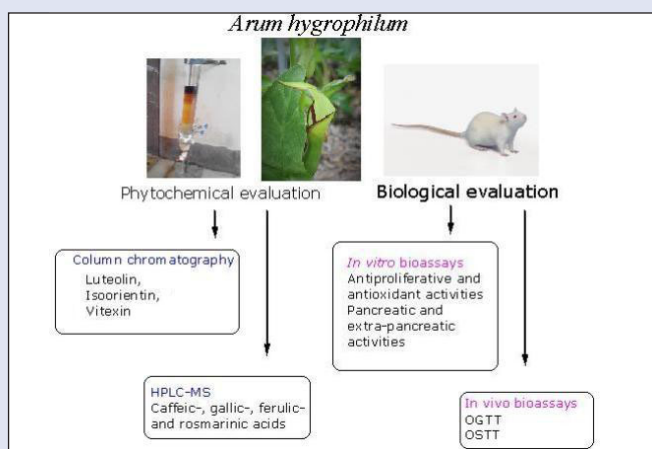 Arum hygrophilum
Phytochemical evaluation
Biological evaluation
Column chromatography
Luteolin,
Isoorientin,
Vitexin
In vitro bioassays
Antiproliferative and
antioxidant activities
Pancreatic and
extra-pancreatic
activities
HPLC-MS
Caffeic-, gallic-, ferulic-
and rosmarinic acids
In vivo bioassays
OGTT
OSTT